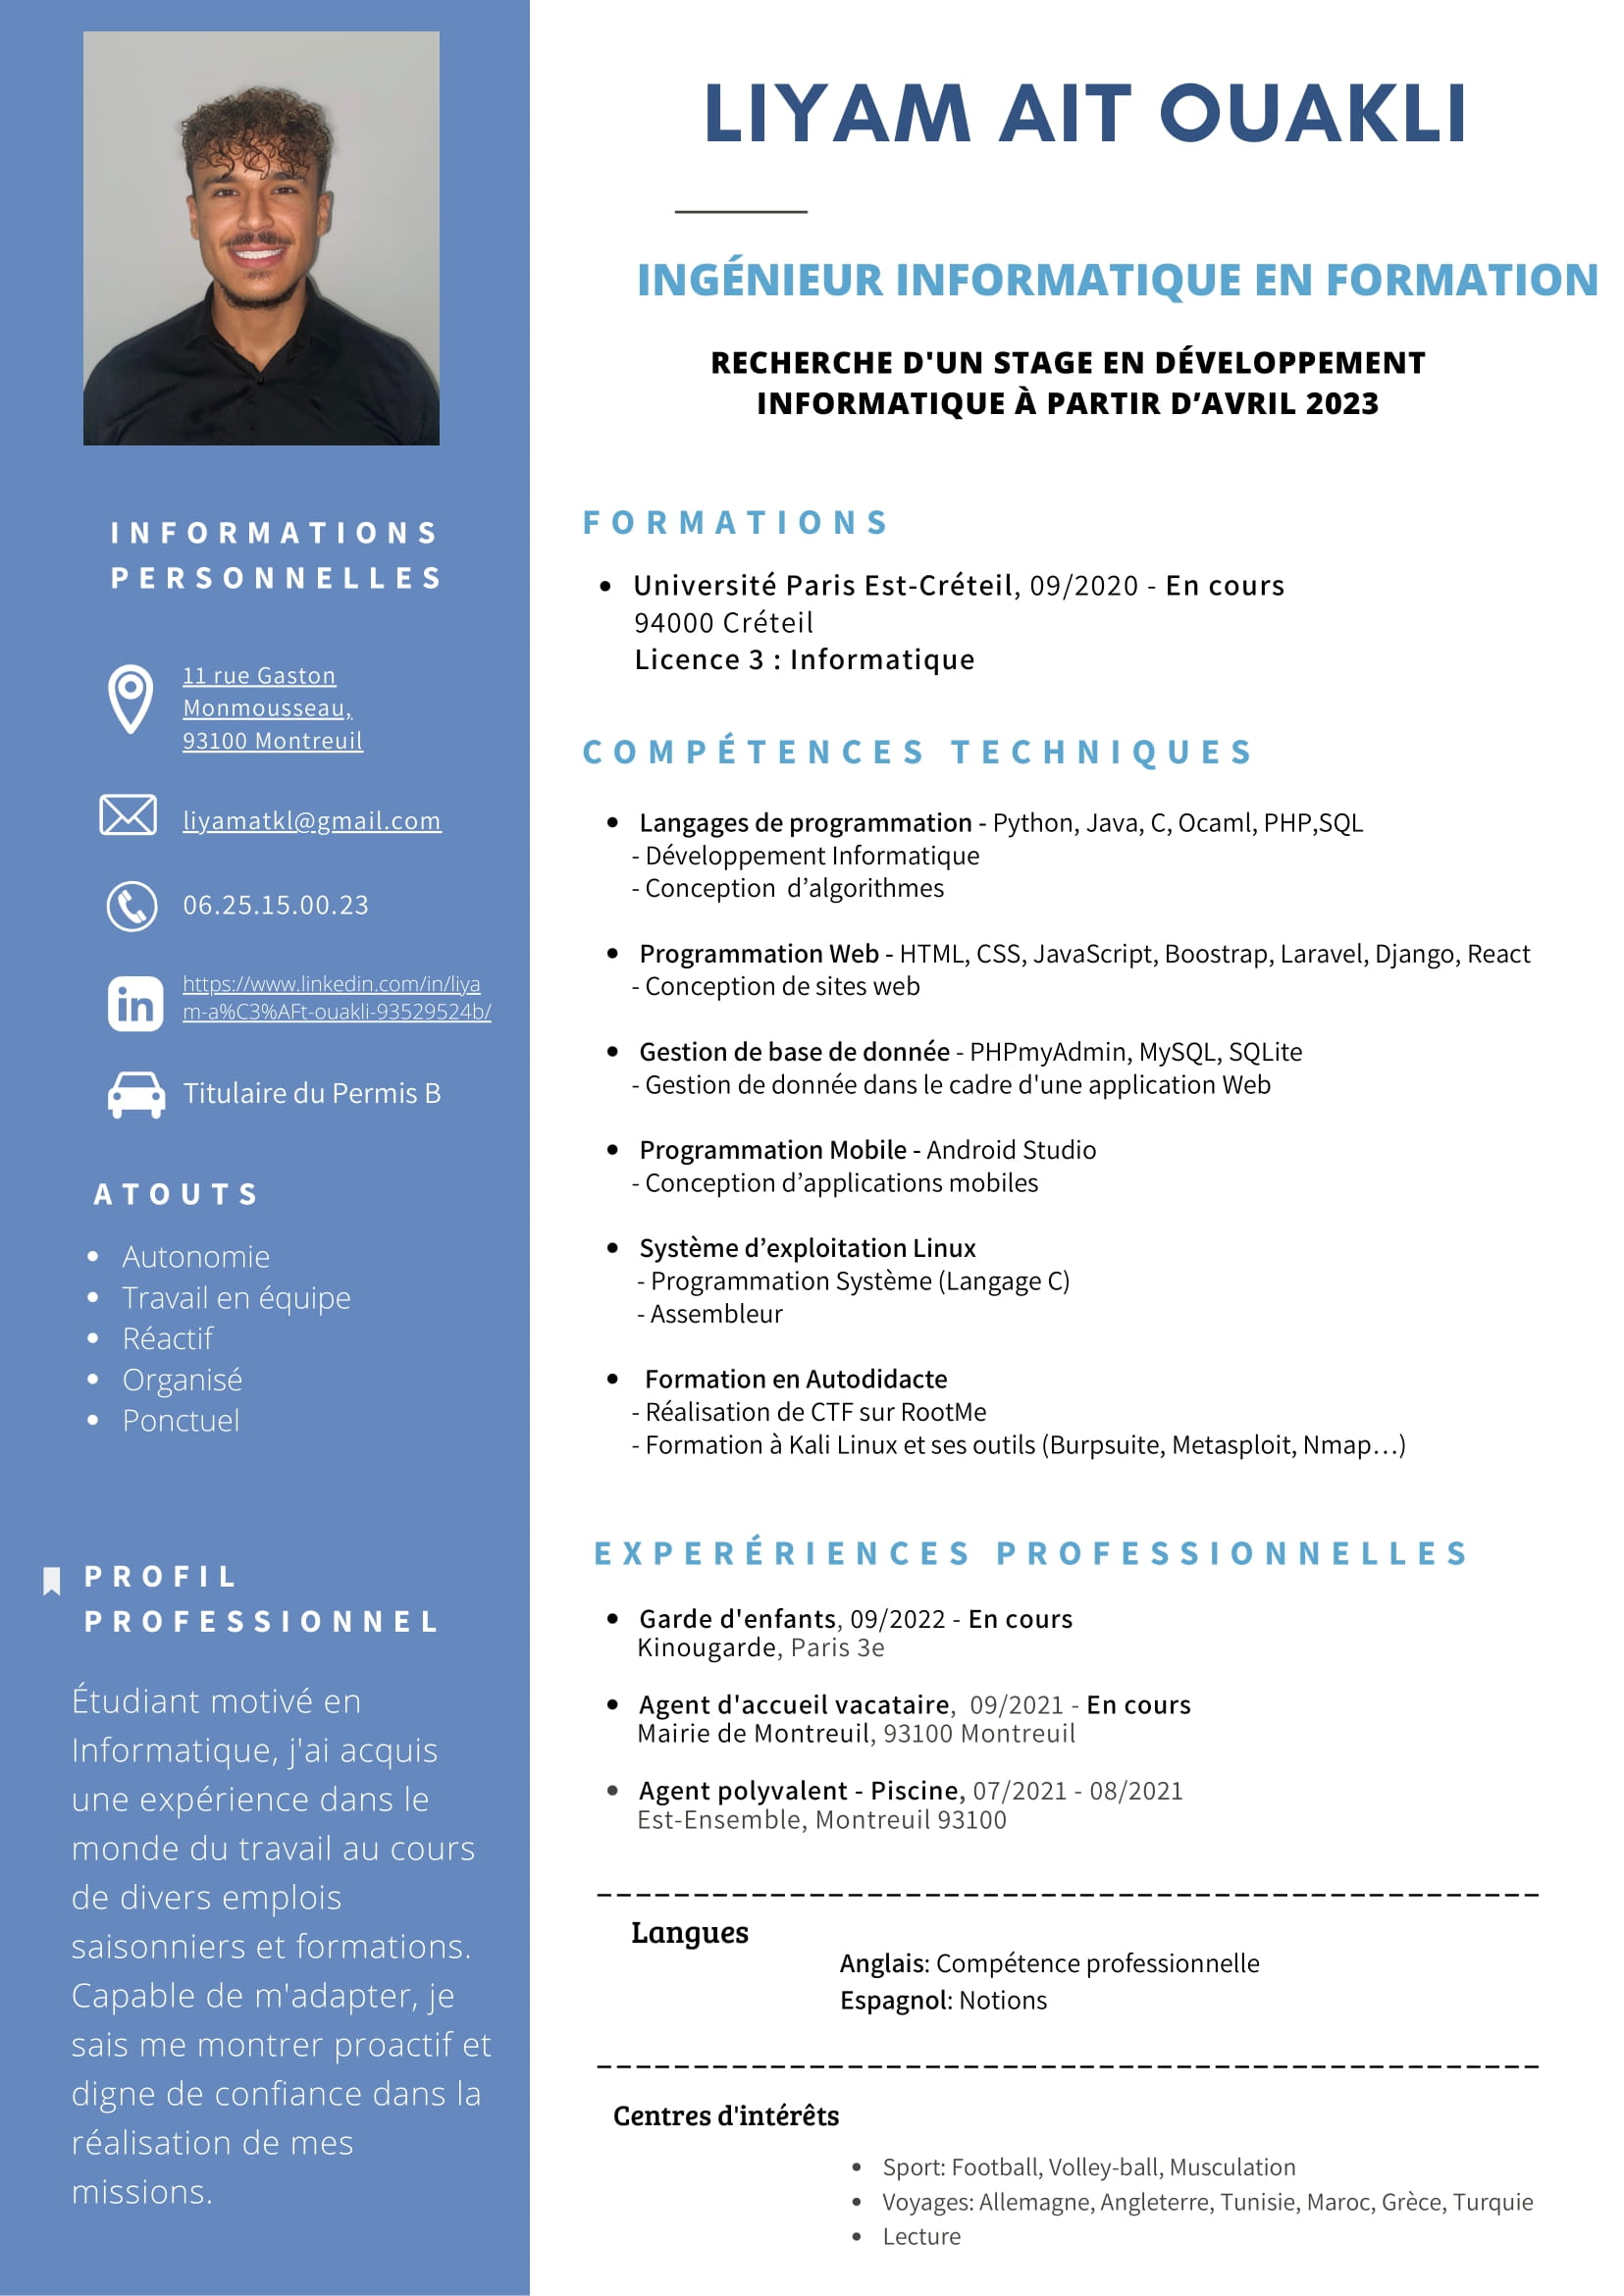 LIYAM AIT OUAKLI
INGÉNIEUR INFORMATIQUE EN FORMATION
RECHERCHE D'UN STAGE EN DÉVELOPPEMENT
INFORMATIQUE À PARTIR D’AVRIL 2023
INFORMATIONS
PERSONNELLES
11 rue Gaston
Monmousseau,
93100 Montreuil
liyamatkl@gmail.com
06.25.15.00.23
https://www.linkedin.com/in/liya
m-a%C3%AFt-ouakli-93529524b/
Titulaire du Permis B
ATOUTS
• Autonomie
• Travail en équipe
• Réactif
• Organisé
• Ponctuel
PROFIL
PROFESSIONNEL
Étudiant motivé en
Informatique, j'ai acquis
une expérience dans le
monde du travail au cours
de divers emplois
saisonniers et formations.
Capable de m'adapter, je
sais me montrer proactif et
digne de confiance dans la
réalisation de mes
missions.
FORMATIONS
• Université Paris Est-Créteil, 09/2020 - En cours
94000 Créteil
Licence 3 : Informatique
COMPÉTENCES TECHNIQUES
• Langages de programmation - Python, Java, C, Ocaml, PHP,SQL
- Développement Informatique
- Conception d’algorithmes
• Programmation Web - HTML, CSS, JavaScript, Boostrap, Laravel, Django, React
- Conception de sites web
• Gestion de base de donnée - PHPmyAdmin, MySQL, SQLite
- Gestion de donnée dans le cadre d'une application Web
• Programmation Mobile - Android Studio
- Conception d’applications mobiles
• Système d’exploitation Linux
- Programmation Système (Langage C)
- Assembleur
• Formation en Autodidacte
- Réalisation de CTF sur RootMe
- Formation à Kali Linux et ses outils (Burpsuite, Metasploit, Nmap…)
EXPERÉRIENCES PROFESSIONNELLES
• Garde d'enfants, 09/2022 - En cours
Kinougarde, Paris 3e
• Agent d'accueil vacataire, 09/2021 - En cours
Mairie de Montreuil, 93100 Montreuil
• Agent polyvalent - Piscine, 07/2021 - 08/2021
Est-Ensemble, Montreuil 93100
Langues
Anglais: Compétence professionnelle
Espagnol: Notions
Centres d'intérêts
• Sport: Football, Volley-ball, Musculation
• Voyages: Allemagne, Angleterre, Tunisie, Maroc, Grèce, Turquie
• Lecture